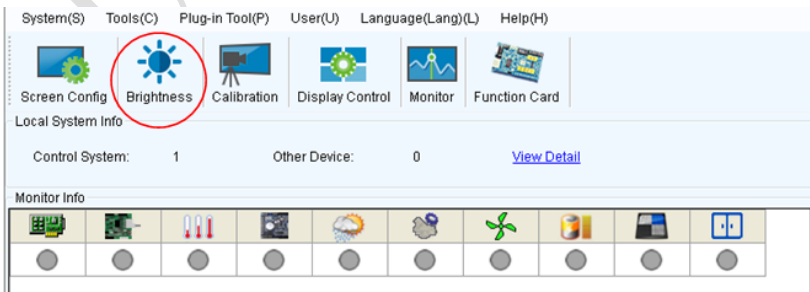 System(S) Tools(C) Plug-in Tool(P) User(U) Language(Lang)(L) Help(H)
Screen Config Brightness Calibration Display Control Monitor Function Card
Local System Info
Control System: 1 Other Device: 0 View Detail
Monitor Info